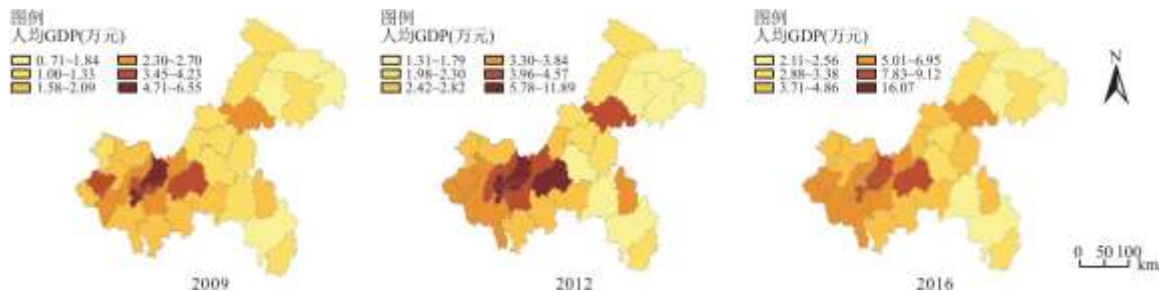 图例
人均GDP(万元)
0.71~1.84
2.30~2.70
1.00~1.33
3.45~4.23
1.58~2.09
4.71~6.55
2009
图例
人均GDP(万元)
1.31~1.79
3.30~3.84
1.98~2.30
3.96~4.57
2.42~2.82
5.78~11.89
2012
图例
人均GDP(万元)
2.11~2.56
5.01~6.95
2.88~3.38
7.83~9.12
3.71~4.86
16.07
2016
N
0 50 100
km